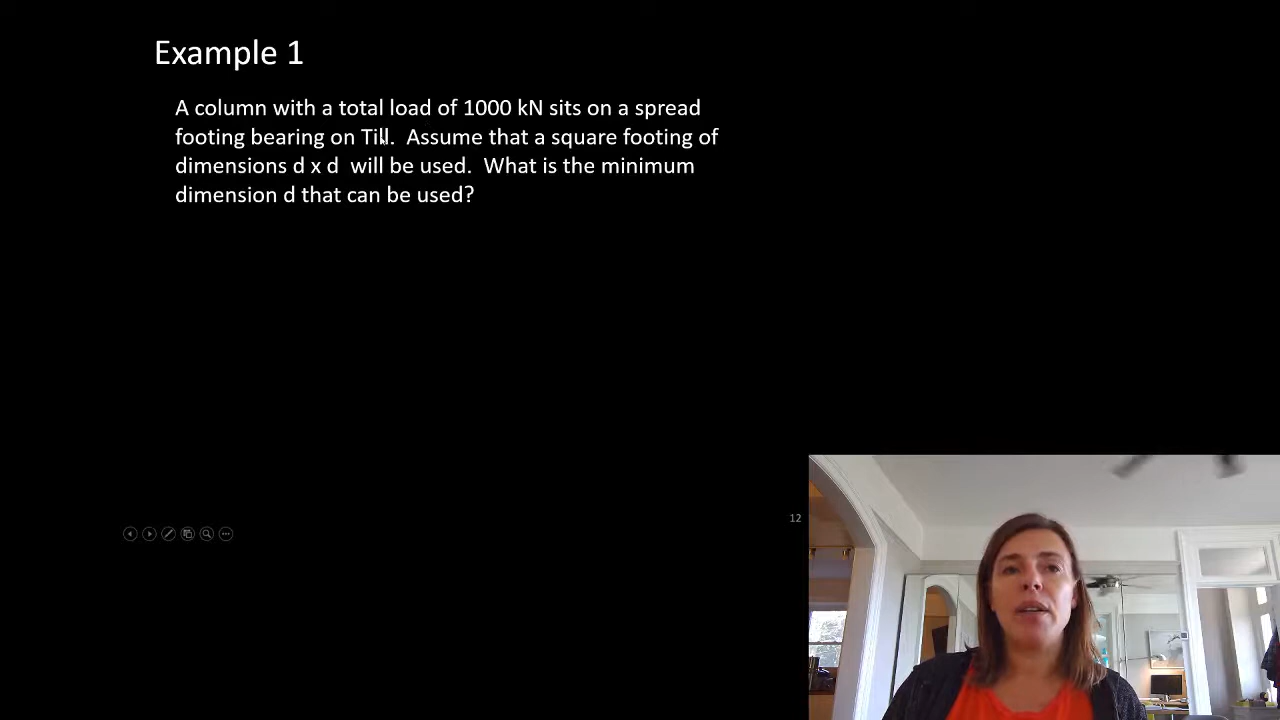 Example 1
A column with a total load of 1000 kN sits on a spread
footing bearing on Till.  Assume that a square footing of
dimensions d x d  will be used.  What is the minimum
dimension d that can be used?
12